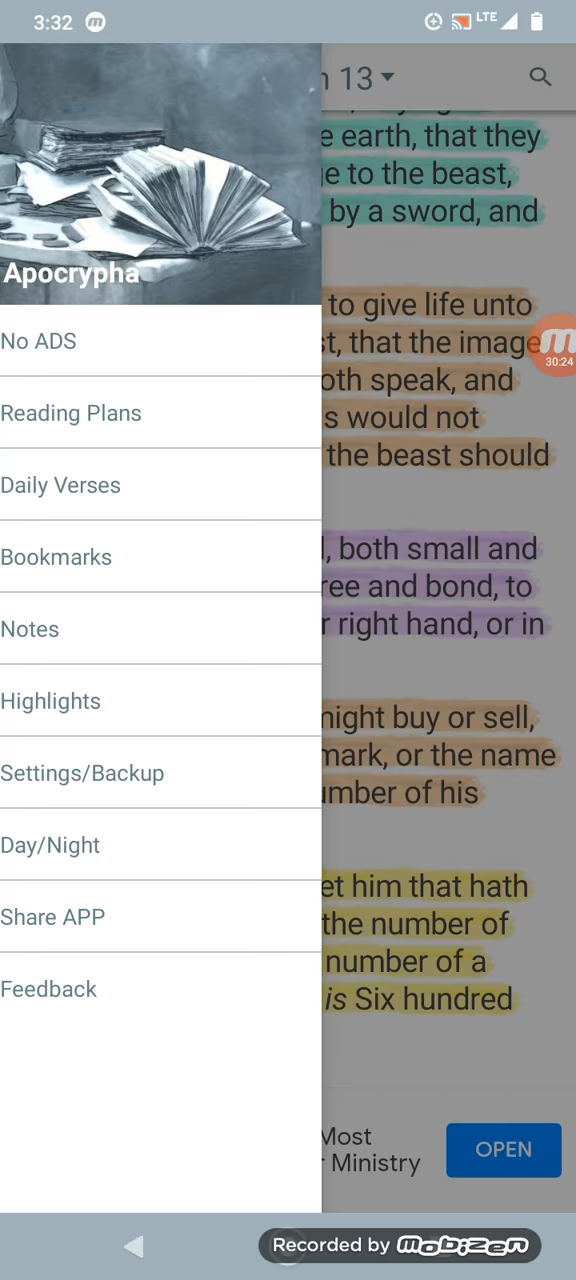 3:32 m LTE
n 13
e earth, that they
e to the beast,
by a sword, and
Apocrypha
to give life unto
st, that the image
oth speak, and
s would not
the beast should
30:24
No ADS
Reading Plans
Daily Verses
Bookmarks
l, both small and
ree and bond, to
r right hand, or in
Notes
Highlights
might buy or sell,
mark, or the name
umber of his
Settings/Backup
Day/Night
et him that hath
the number of
number of a
is Six hundred
Share APP
Feedback
Most
r Ministry
OPEN
Recorded by mobizen